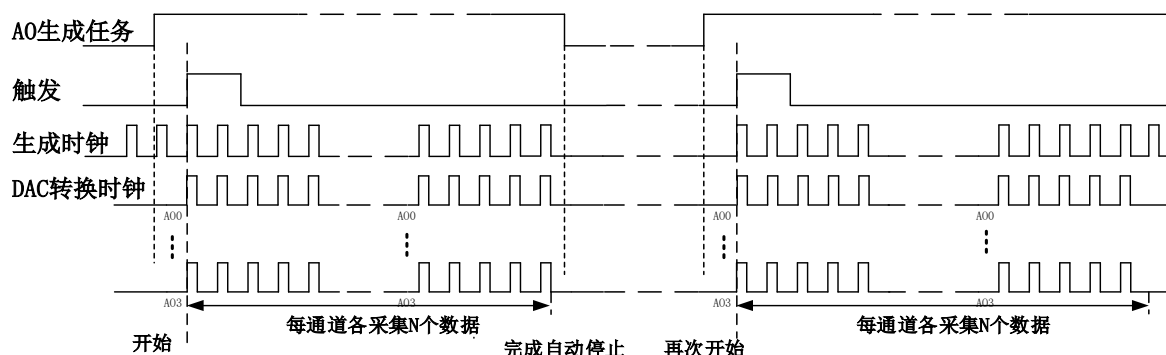 AO生成任务
触发
生成时钟
DAC转换时钟
AO0 AO0 AO0 AO0
AO3 AO3 AO3 AO3
每通道各采集N个数据 每通道各采集N个数据
开始 完成自动停止 再次开始